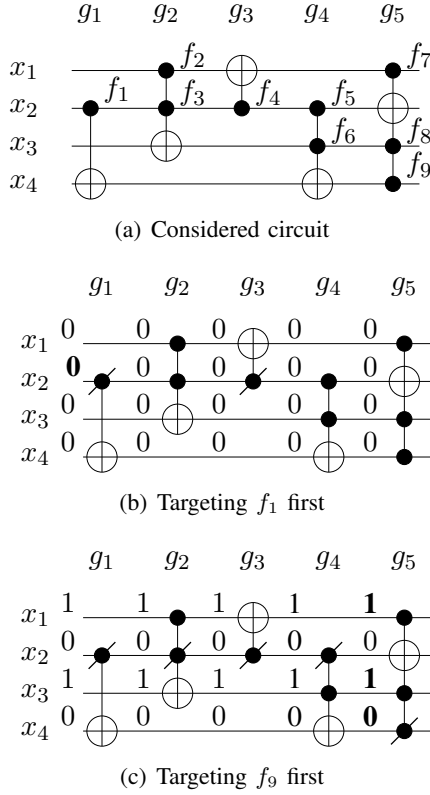 g1 g2 g3 g4 g5
x1 f2 f7
x2 f1 f3 f4 f5
x3 f6 f8
x4 f9
(a) Considered circuit
g1 g2 g3 g4 g5
x1 0 0 0 0 0
x2 0 0 0 0 0
x3 0 0 0 0 0
x4 0 0 0 0 0
(b) Targeting f1 first
g1 g2 g3 g4 g5
x1 1 1 1 1 1
x2 0 0 0 0 0
x3 1 1 1 1 1
x4 0 0 0 0 0
(c) Targeting f9 first